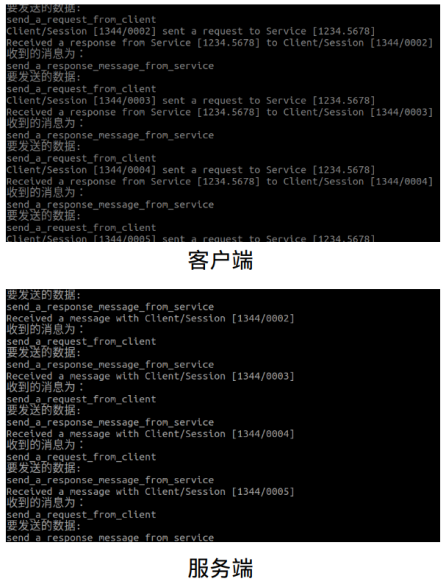 要发送的数据:
send_a_request_from_client
Client/Session [1344/0002] sent a request to Service [1234.5678]
Received a response from Service [1234.5678] to Client/Session [1344/0002]
收到的消息为：
send_a_response_message_from_service
要发送的数据:
send_a_request_from_client
Client/Session [1344/0003] sent a request to Service [1234.5678]
Received a response from Service [1234.5678] to Client/Session [1344/0003]
收到的消息为：
send_a_response_message_from_service
要发送的数据:
send_a_request_from_client
Client/Session [1344/0004] sent a request to Service [1234.5678]
Received a response from Service [1234.5678] to Client/Session [1344/0004]
收到的消息为：
send_a_response_message_from_service
要发送的数据:
send_a_request_from_client
Client/Session [1344/0005] sent a request to Service [1234.5678]
客户端
要发送的数据:
send_a_response_message_from_service
Received a message with Client/Session [1344/0002]
收到的消息为：
send_a_request_from_client
要发送的数据:
send_a_response_message_from_service
Received a message with Client/Session [1344/0003]
收到的消息为：
send_a_request_from_client
要发送的数据:
send_a_response_message_from_service
Received a message with Client/Session [1344/0004]
收到的消息为：
send_a_request_from_client
要发送的数据:
send_a_response_message_from_service
Received a message with Client/Session [1344/0005]
收到的消息为：
send_a_request_from_client
要发送的数据:
send_a_response_message_from_service
服务端